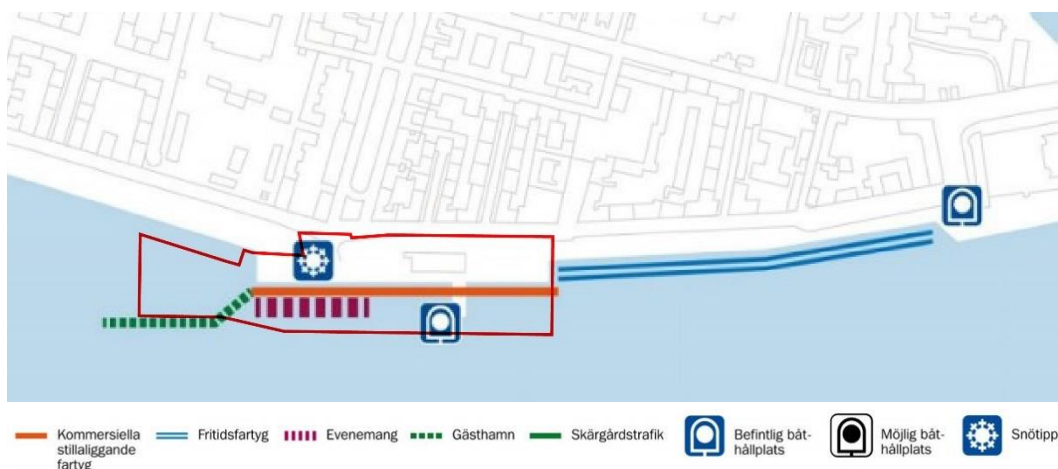 Kommersiella
stillaliggande
fartyg
Fritidsfartyg
Evenemang
Gästhamn
Skärgårdstrafik
Befintlig båt-
hållplats
Möjlig båt-
hållplats
Snötipp